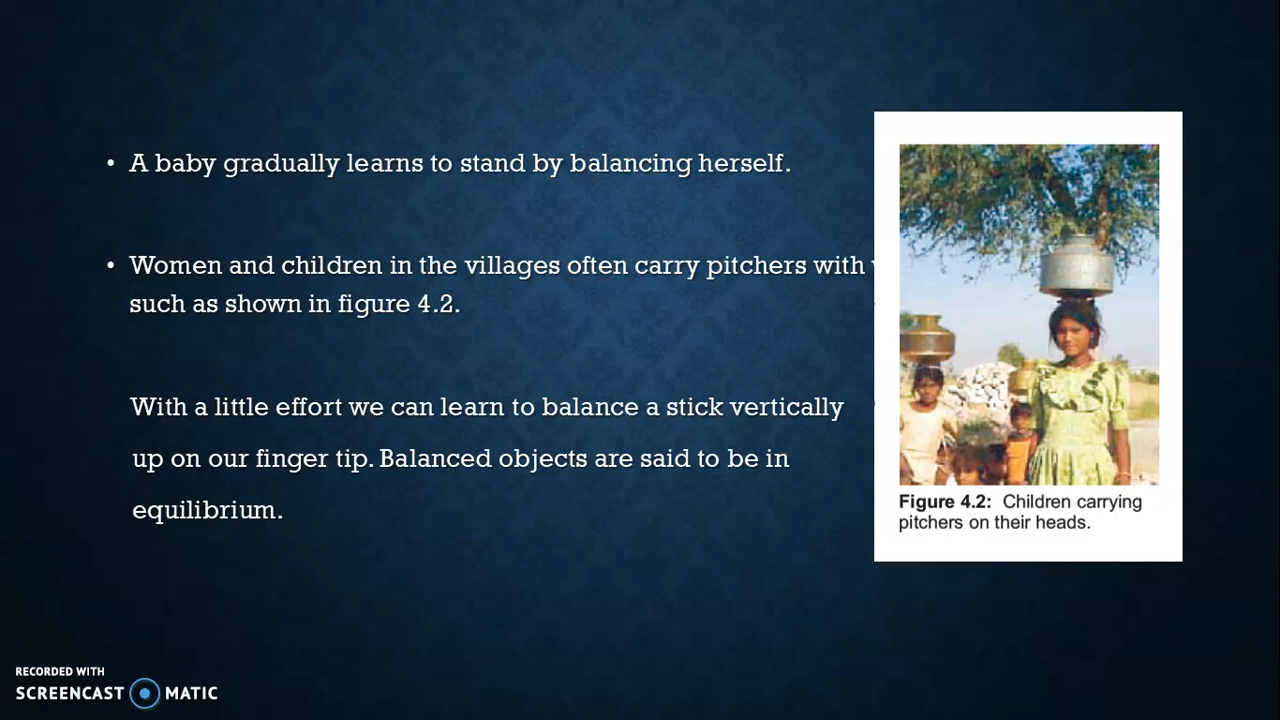 • A baby gradually learns to stand by balancing herself.
• Women and children in the villages often carry pitchers with
such as shown in figure 4.2.
With a little effort we can learn to balance a stick vertically
up on our finger tip. Balanced objects are said to be in
equilibrium.
Figure 4.2: Children carrying
pitchers on their heads.
RECORDED WITH
SCREENCAST MATIC